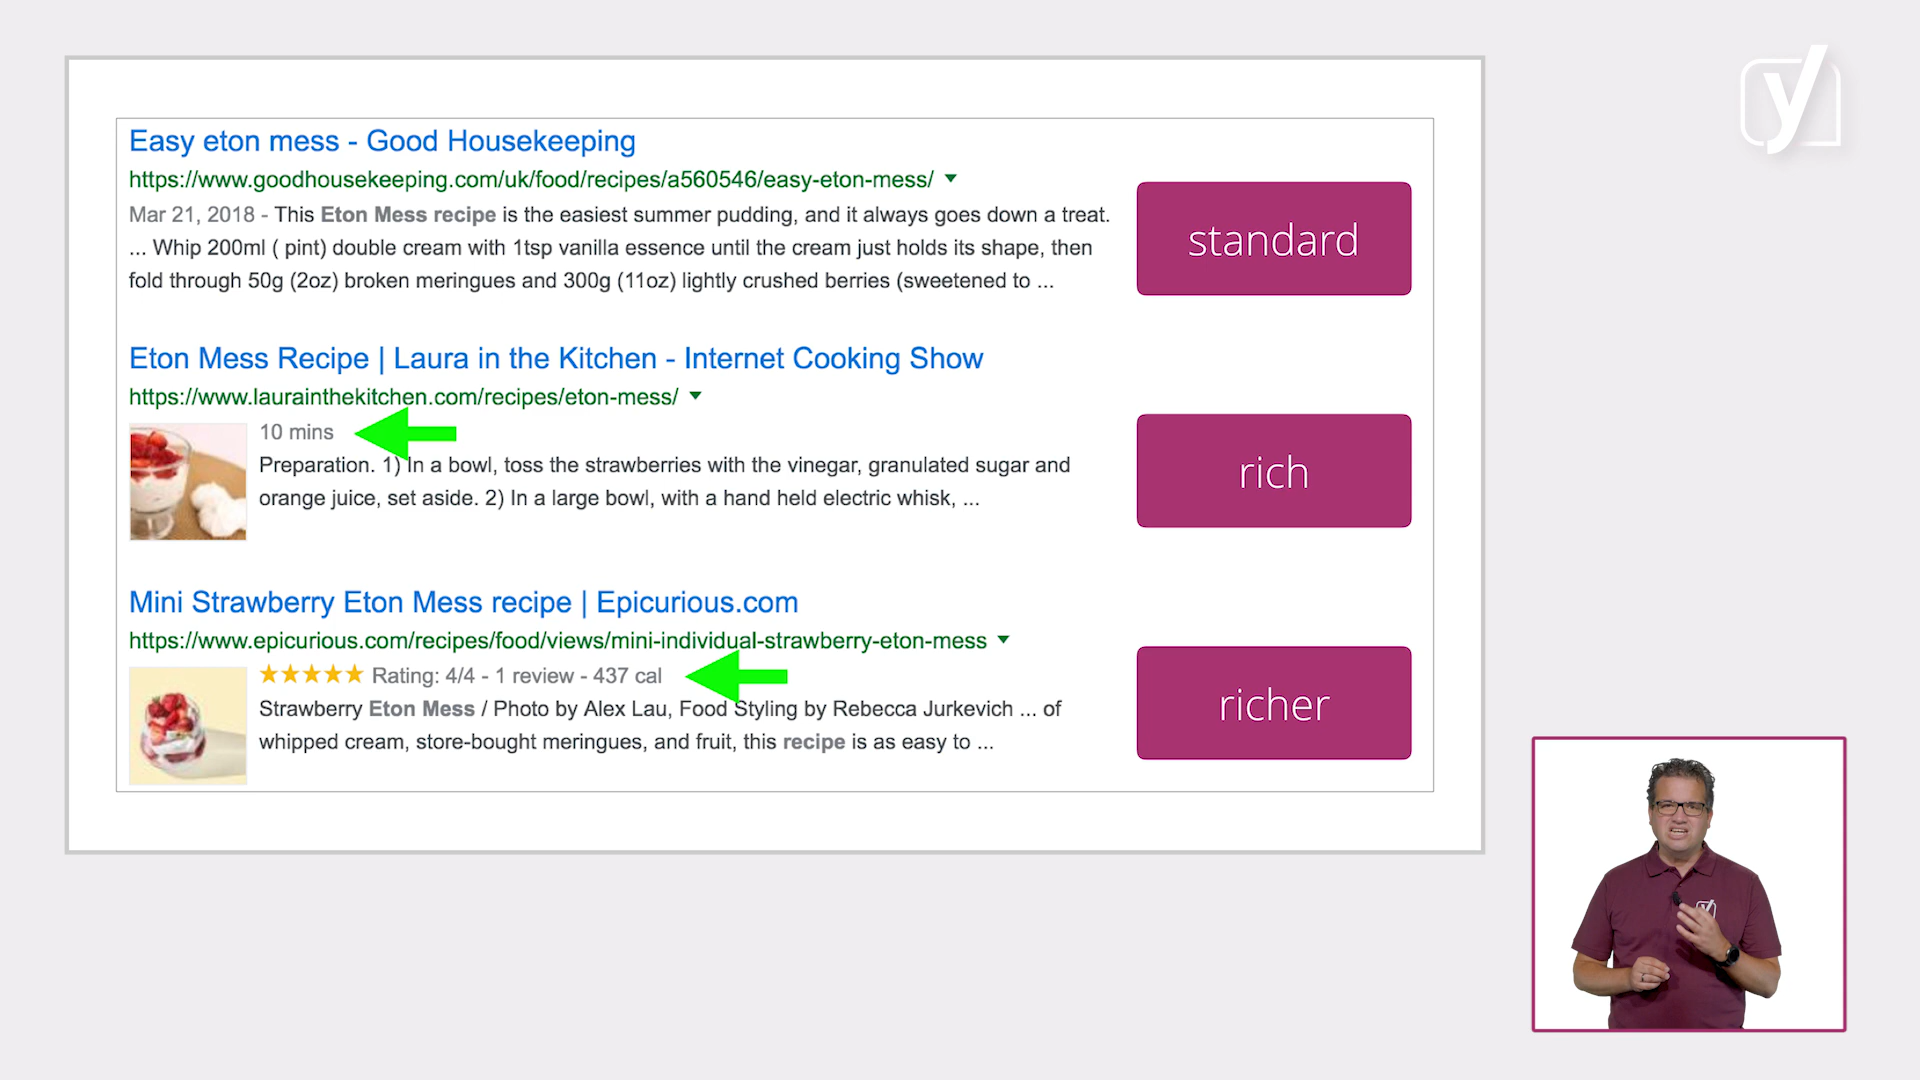 Easy eton mess - Good Housekeeping
https://www.goodhousekeeping.com/uk/food/recipes/a560546/easy-eton-mess/
Mar 21, 2018 - This Eton Mess recipe is the easiest summer pudding, and it always goes down a treat.
... Whip 200ml ( pint) double cream with 1tsp vanilla essence until the cream just holds its shape, then
fold through 50g (2oz) broken meringues and 300g (11oz) lightly crushed berries (sweetened to ...
standard
Eton Mess Recipe | Laura in the Kitchen - Internet Cooking Show
https://www.laurainthekitchen.com/recipes/eton-mess/
10 mins
Preparation. 1) In a bowl, toss the strawberries with the vinegar, granulated sugar and
orange juice, set aside. 2) In a large bowl, with a hand held electric whisk, ...
rich
Mini Strawberry Eton Mess recipe | Epicurious.com
https://www.epicurious.com/recipes/food/views/mini-individual-strawberry-eton-mess
Rating: 4/4 - 1 review - 437 cal
Strawberry Eton Mess / Photo by Alex Lau, Food Styling by Rebecca Jurkevich ... of
whipped cream, store-bought meringues, and fruit, this recipe is as easy to ...
richer
y
y